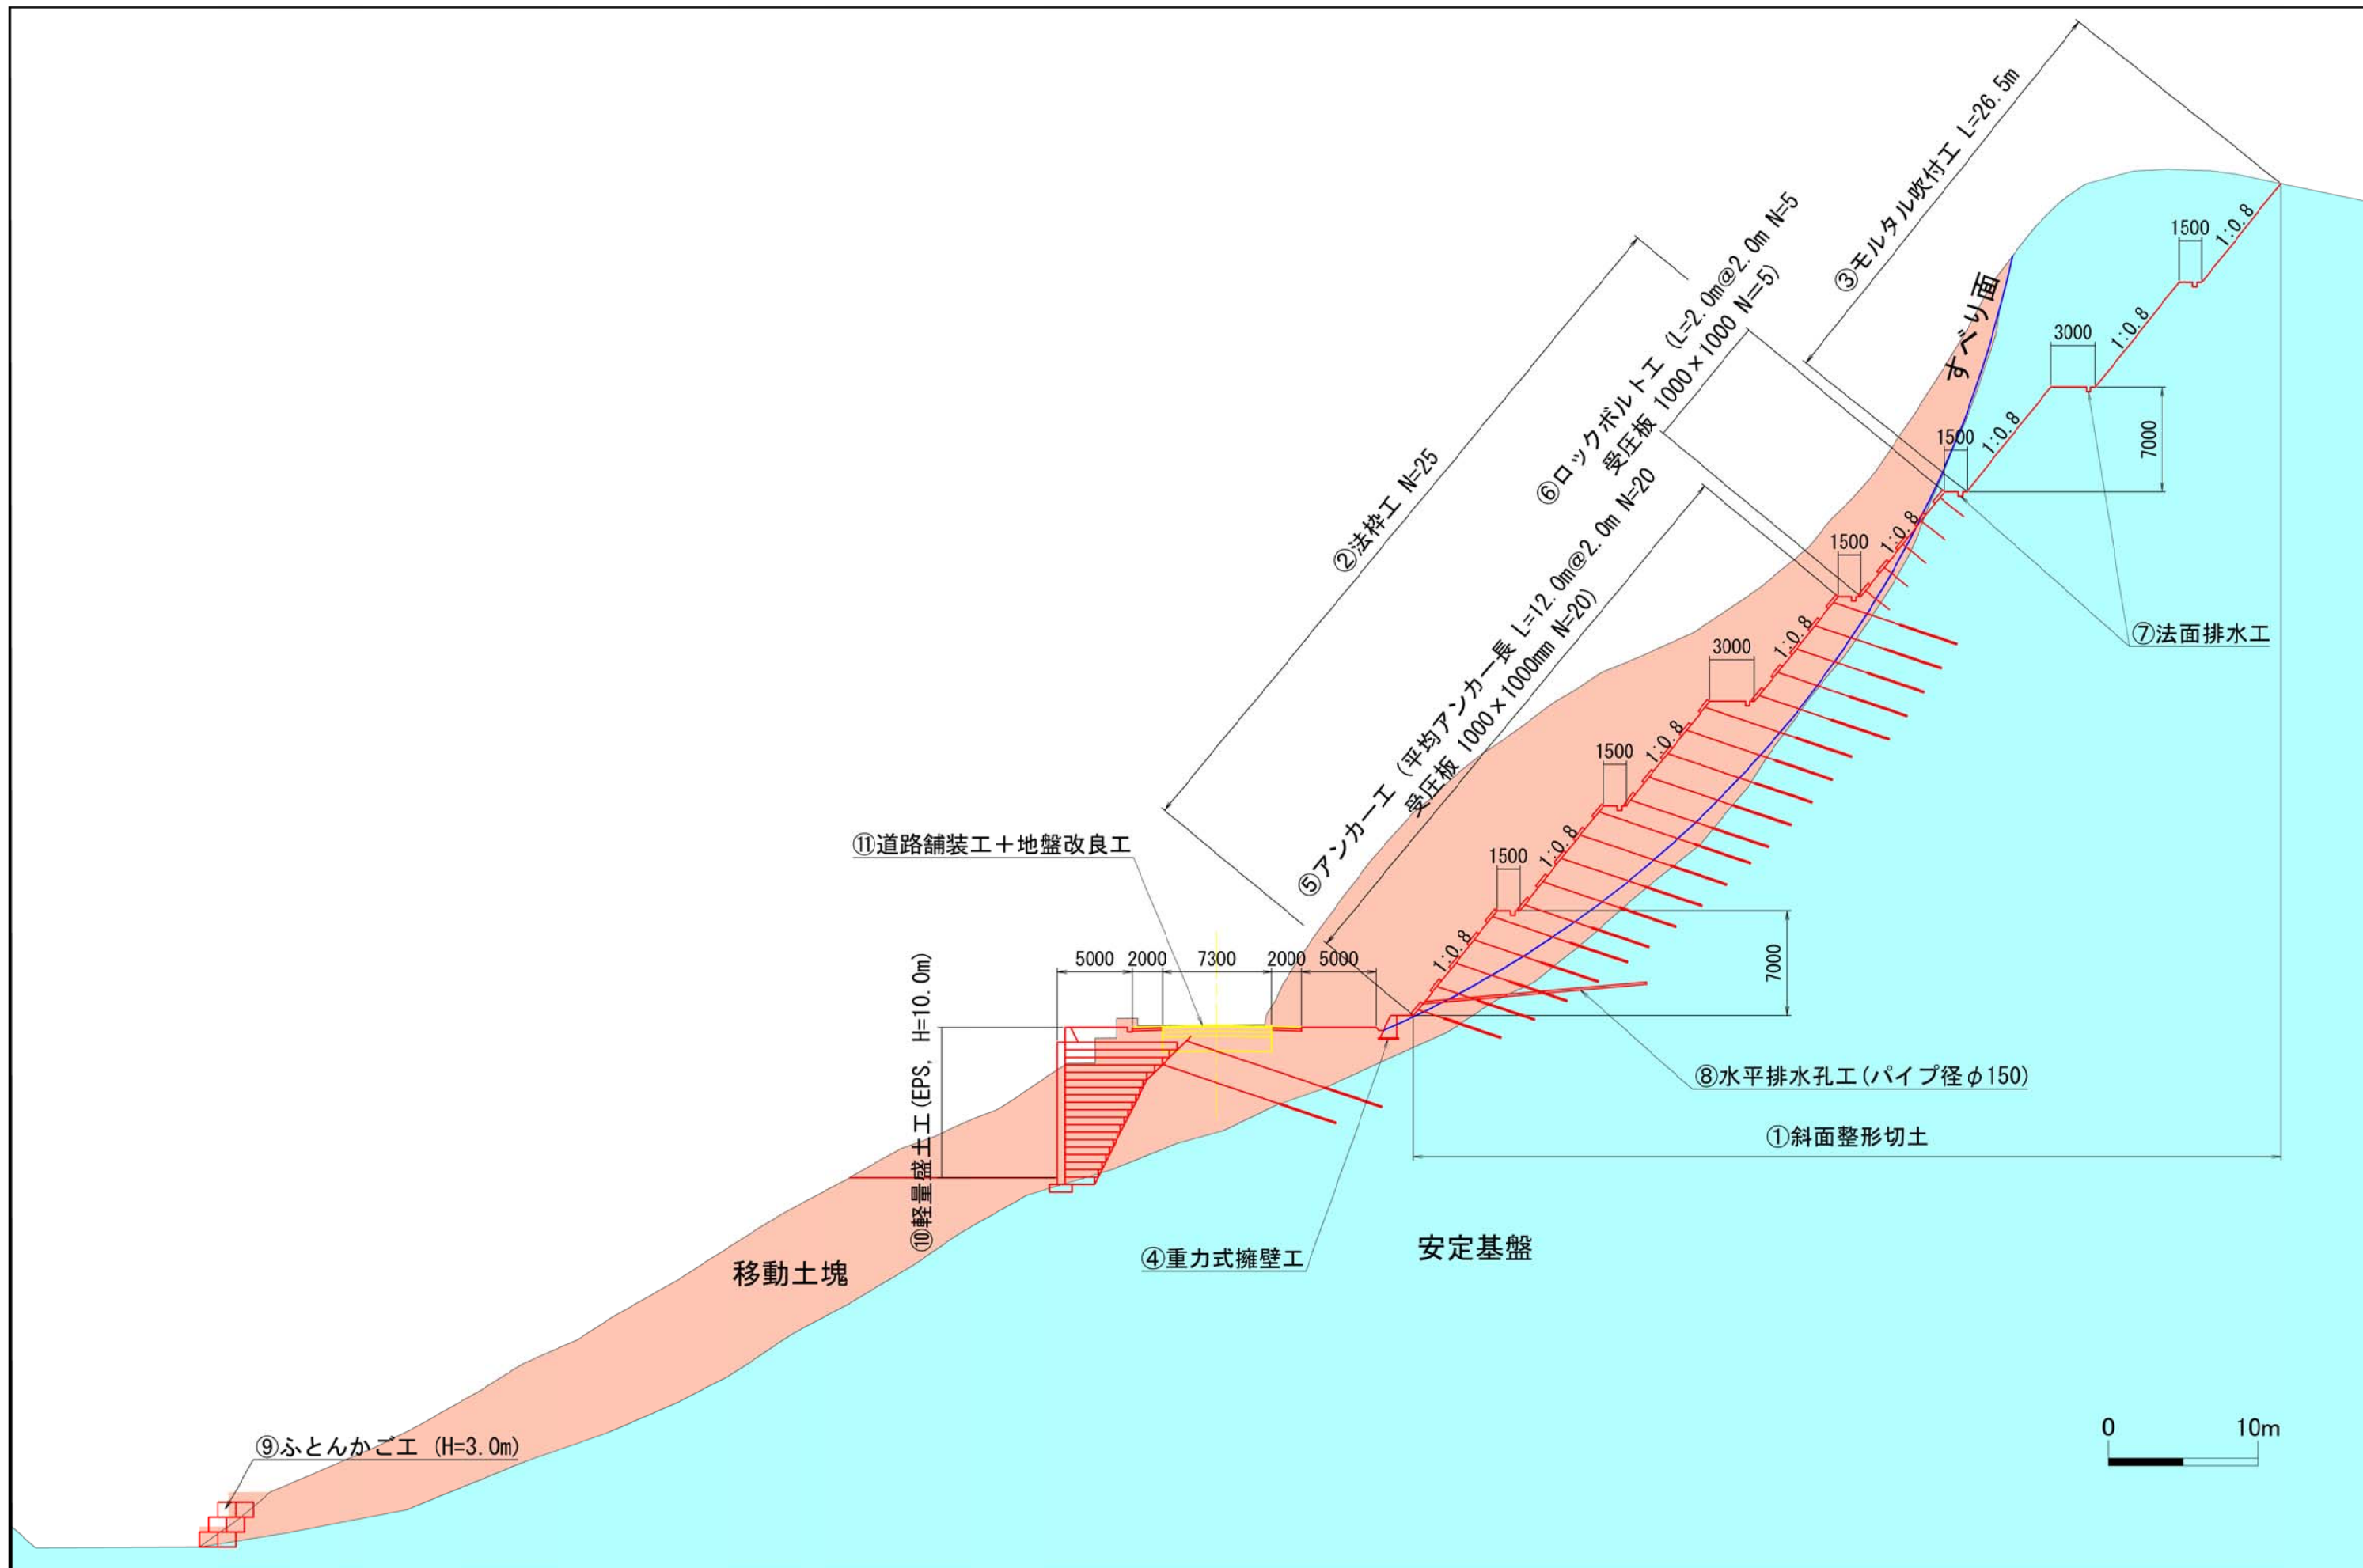 ③モルタル吹付工 L=26.5m
1500
1:0.8
3000
1:0.8
すべり面
1:0.8
1500
7000
⑥ロックボルト工 (L=2.0m@2.0m N=5
受圧板 1000×1000 N=5)
②法枠工 N=25
1:0.8
1500
⑦法面排水工
⑤アンカー工 (平均アンカー長 L=12.0m@2.0m N=20
受圧板 1000×1000mm N=20)
1:0.8
3000
1:0.8
1500
1:0.8
1500
1:0.8
7000
⑪道路舗装工+地盤改良工
5000 2000 7300 2000 5000
⑩軽量盛土工(EPS, H=10.0m)
⑧水平排水孔工(パイプ径φ150)
①斜面整形切土
④重力式擁壁工
安定基盤
移動土塊
⑨ふとんかご工 (H=3.0m)
0 10m